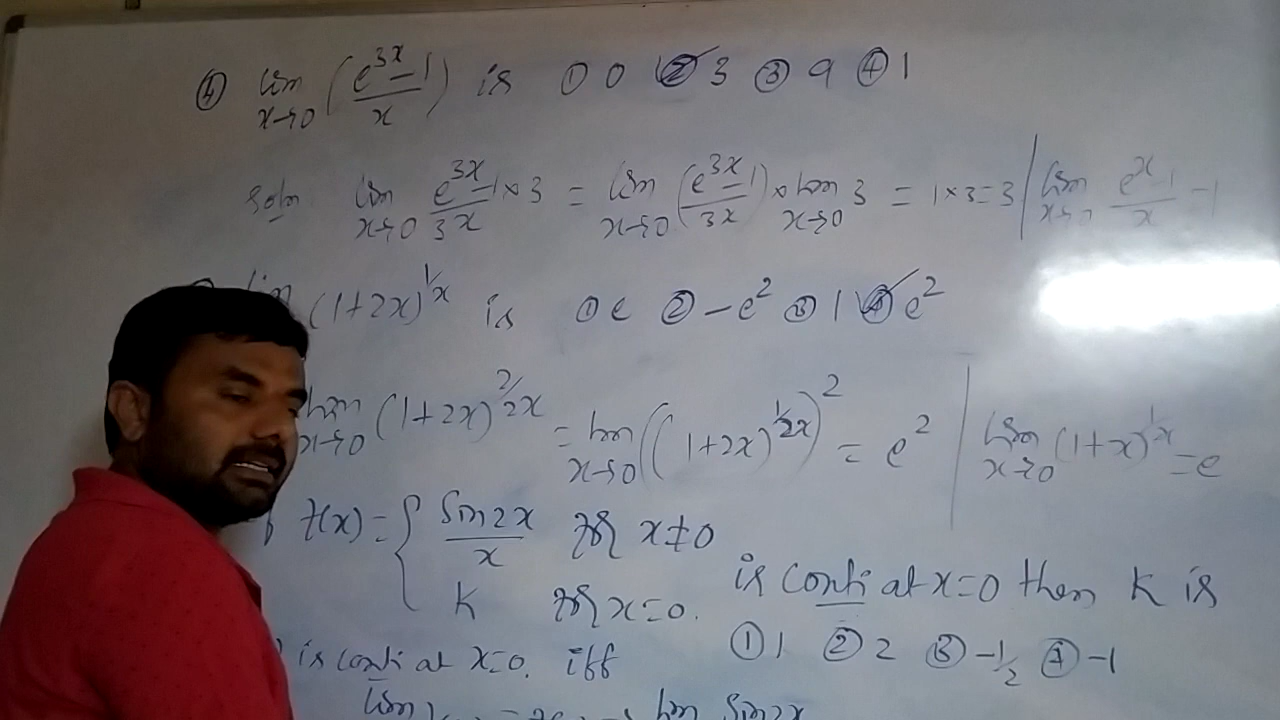 ④ lim x→0 (e^{3x}-1 / x) is ① 0 ② 3 ③ 9 ④ 1
Soln lim x→0 e^{3x}-1 / 3x × 3 = lim x→0 (e^{3x}-1 / 3x) × lim x→0 3 = 1×3=3 | lim x→0 e^x-1 / x = 1
lim (1+2x)^{1/x} is ① e ② -e² ③ 1 ④ e²
lim x→0 (1+2x)^{2/2x} = lim x→0 ((1+2x)^{1/2x})² = e² | lim x→0 (1+x)^{1/x} = e
f(x) = { Sin2x / x for x≠0
K for x=0. is conti at x=0 then K is
① 1 ② 2 ③ -1/2 ④ -1
is conti at x=0. iff
lim = lim Sin2x